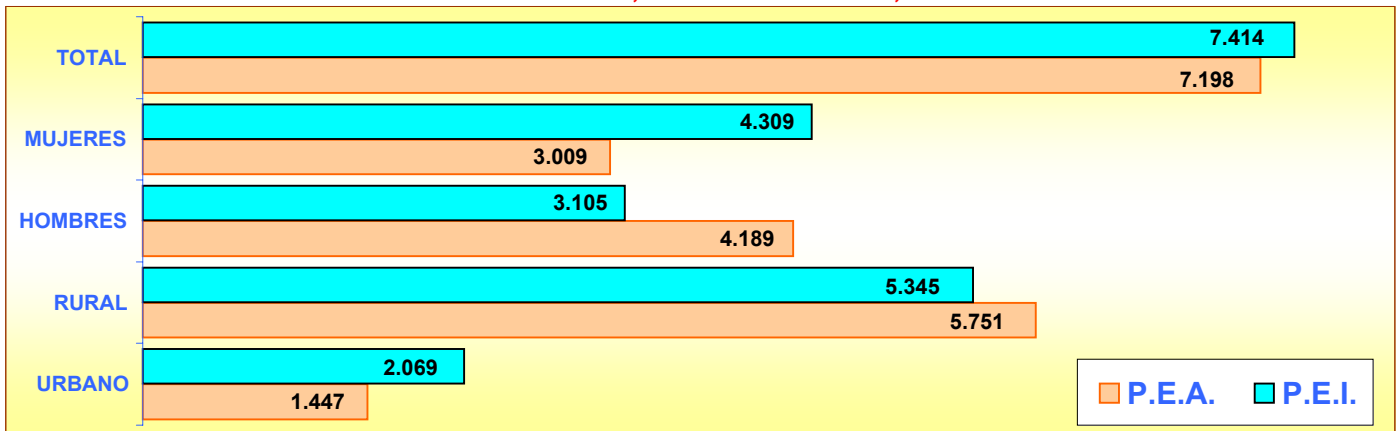 TOTAL
7.414
7.198
MUJERES
4.309
3.009
HOMBRES
3.105
4.189
RURAL
5.345
5.751
URBANO
2.069
1.447
P.E.A. P.E.I.